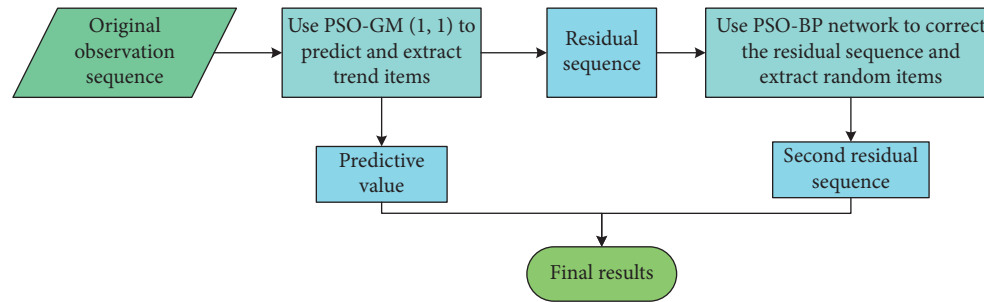 Original
observation
sequence
Use PSO-GM (1, 1) to
predict and extract
trend items
Residual
sequence
Use PSO-BP network to correct
the residual sequence and
extract random items
Predictive
value
Second residual
sequence
Final results